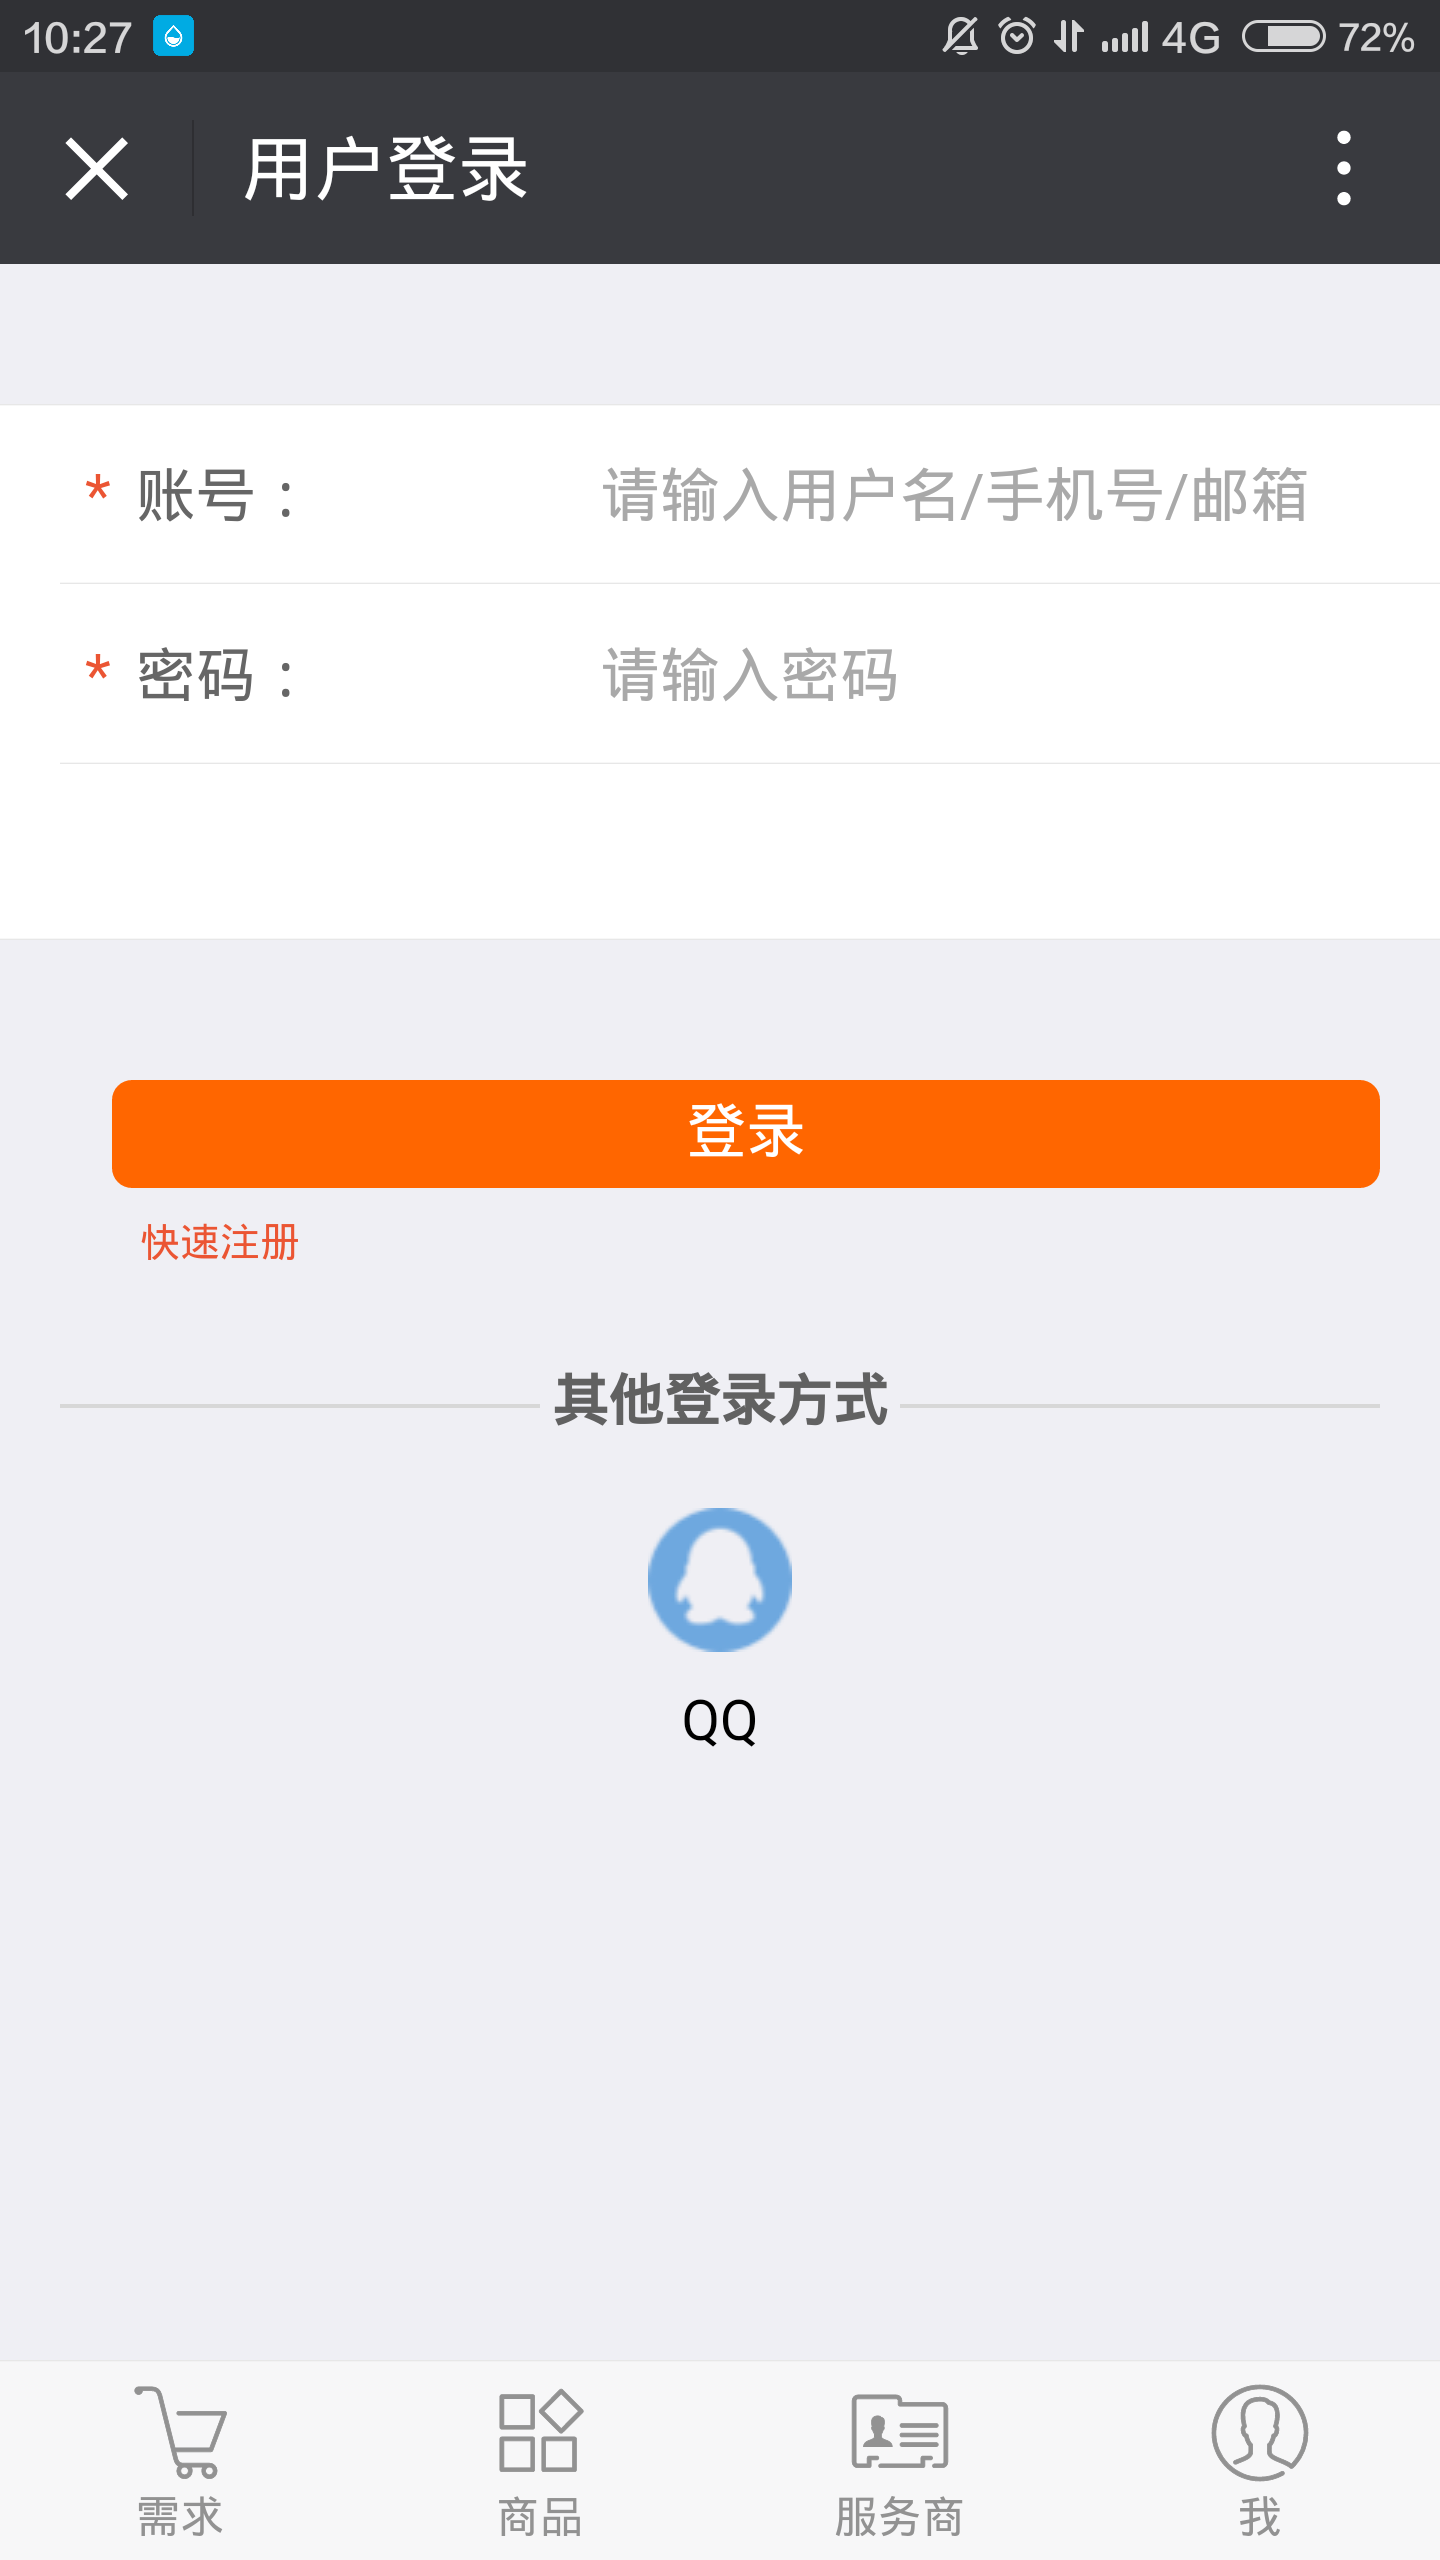 10:27 4G 72%
用户登录
* 账号： 请输入用户名/手机号/邮箱
* 密码： 请输入密码
登录
快速注册
其他登录方式
QQ
需求 商品 服务商 我